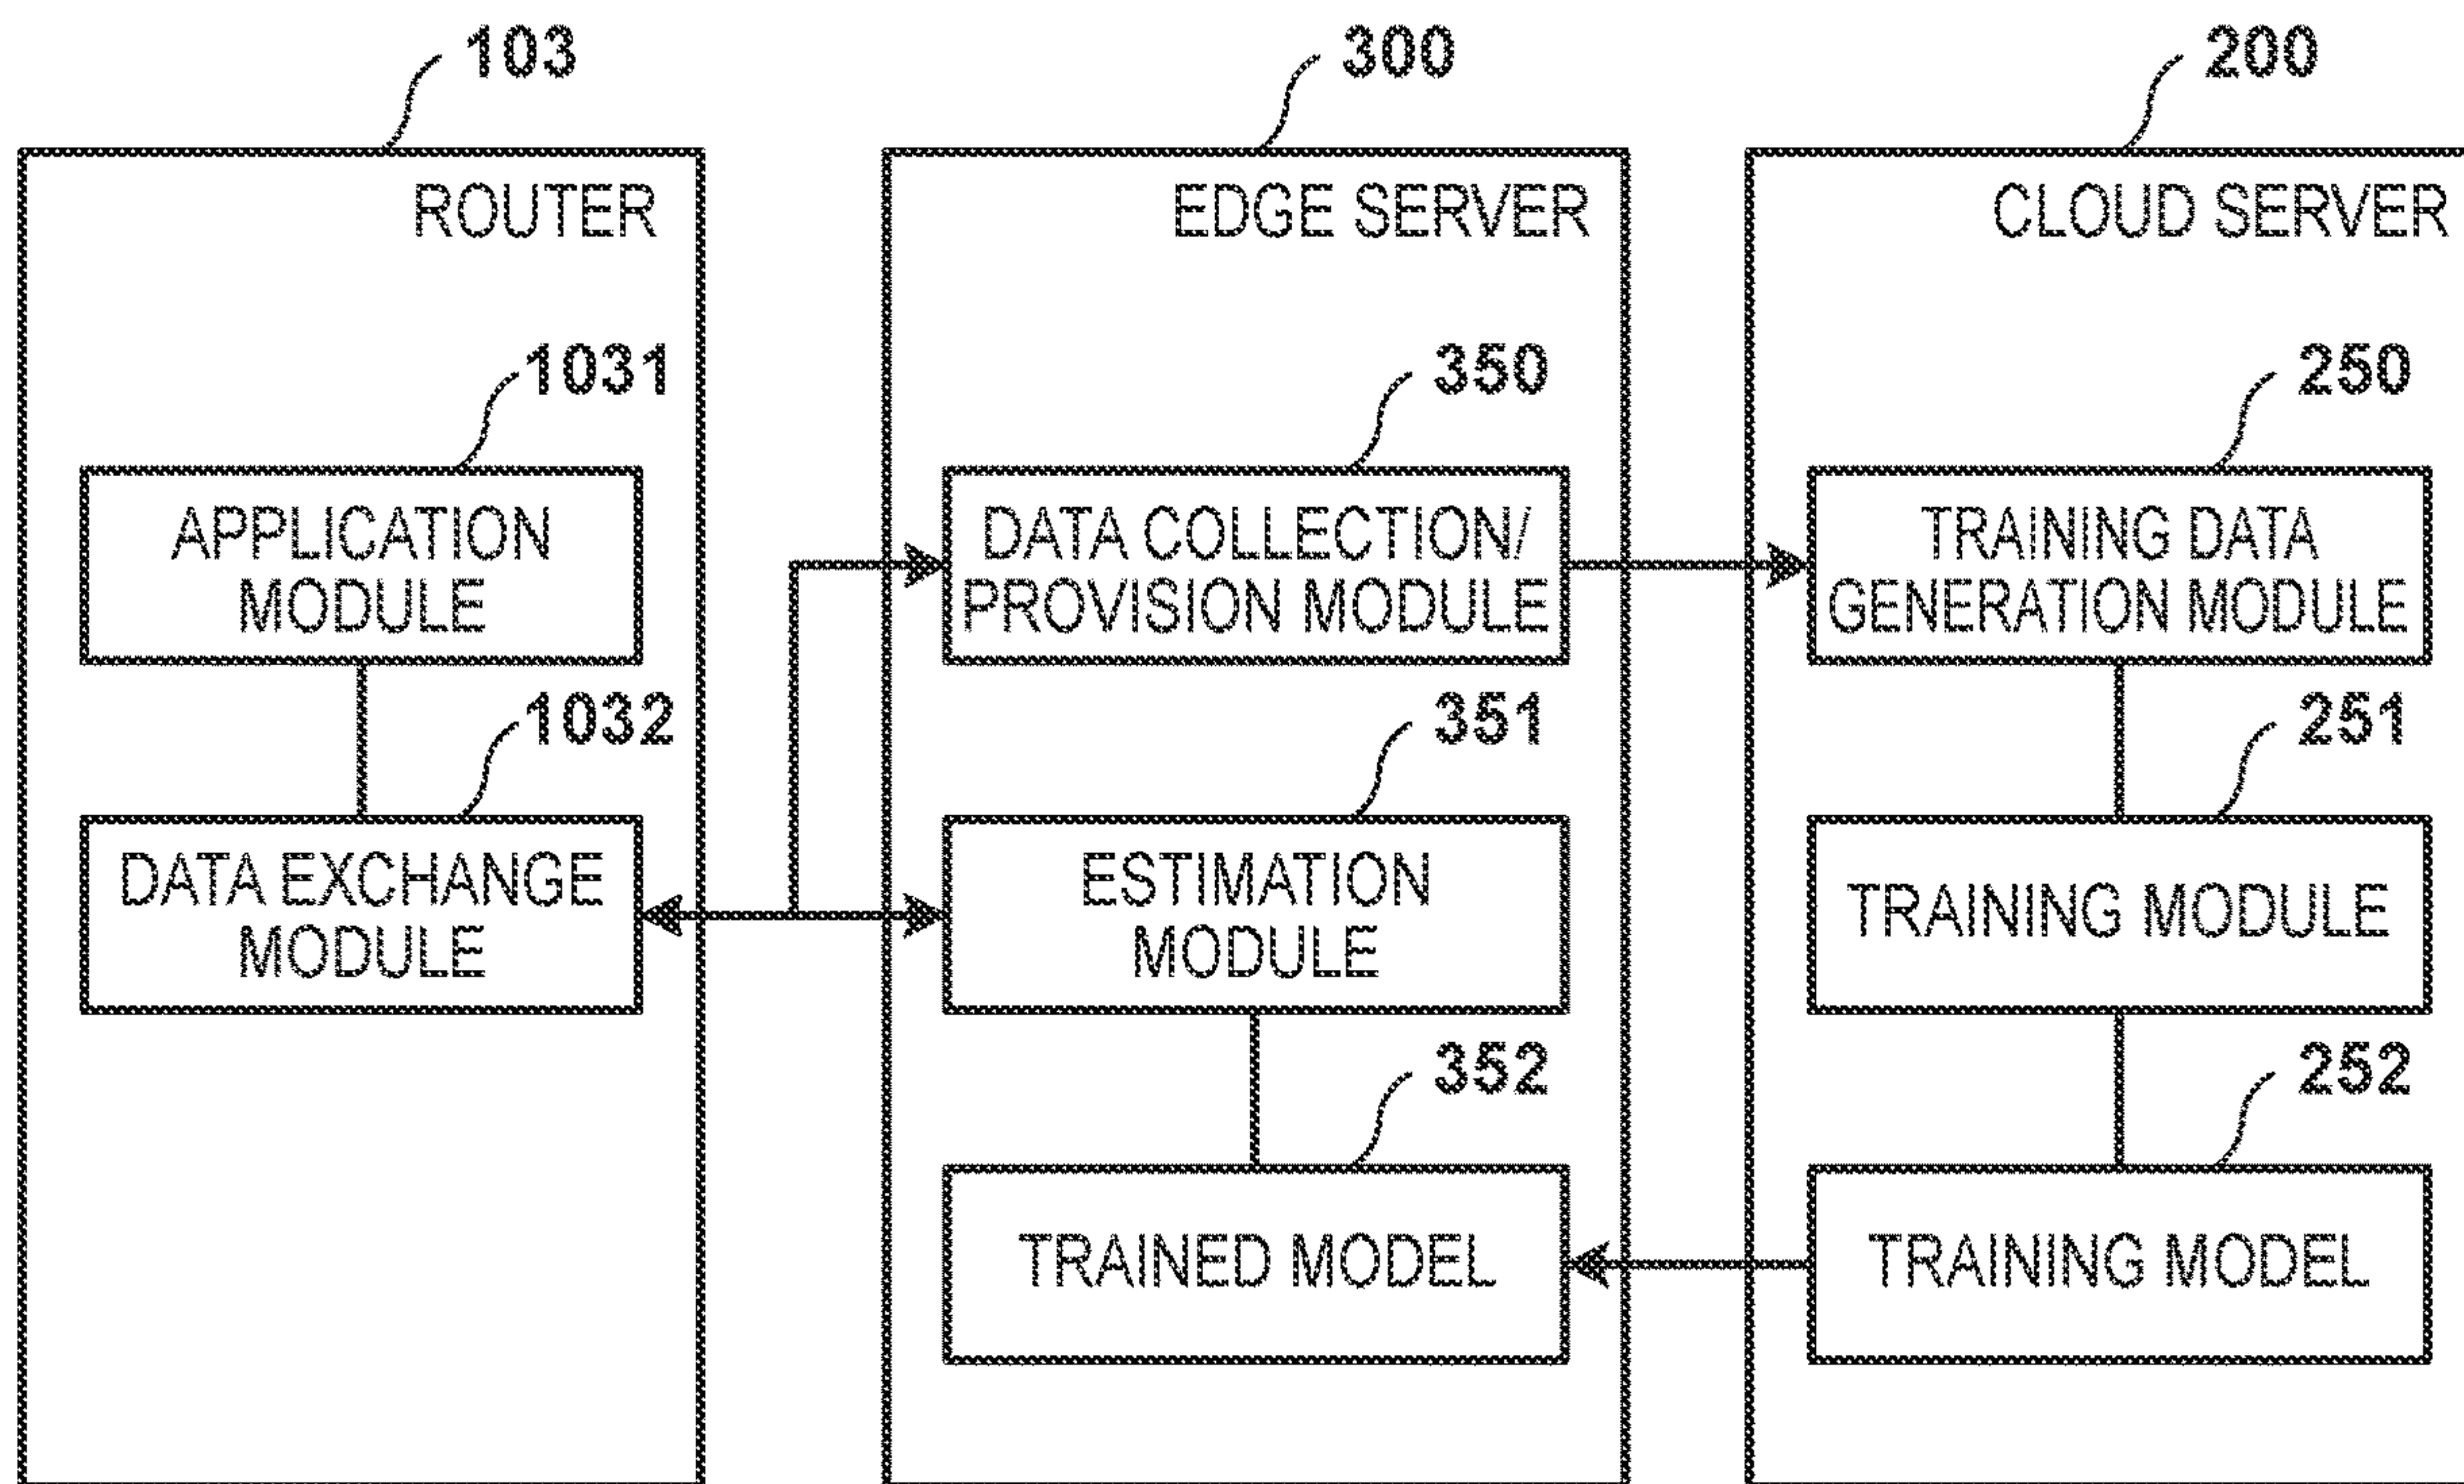 103
300
200
ROUTER
EDGE SERVER
CLOUD SERVER
1031
350
250
APPLICATION
MODULE
DATA COLLECTION/
PROVISION MODULE
TRAINING DATA
GENERATION MODULE
1032
351
251
DATA EXCHANGE
MODULE
ESTIMATION
MODULE
TRAINING MODULE
352
252
TRAINED MODEL
TRAINING MODEL